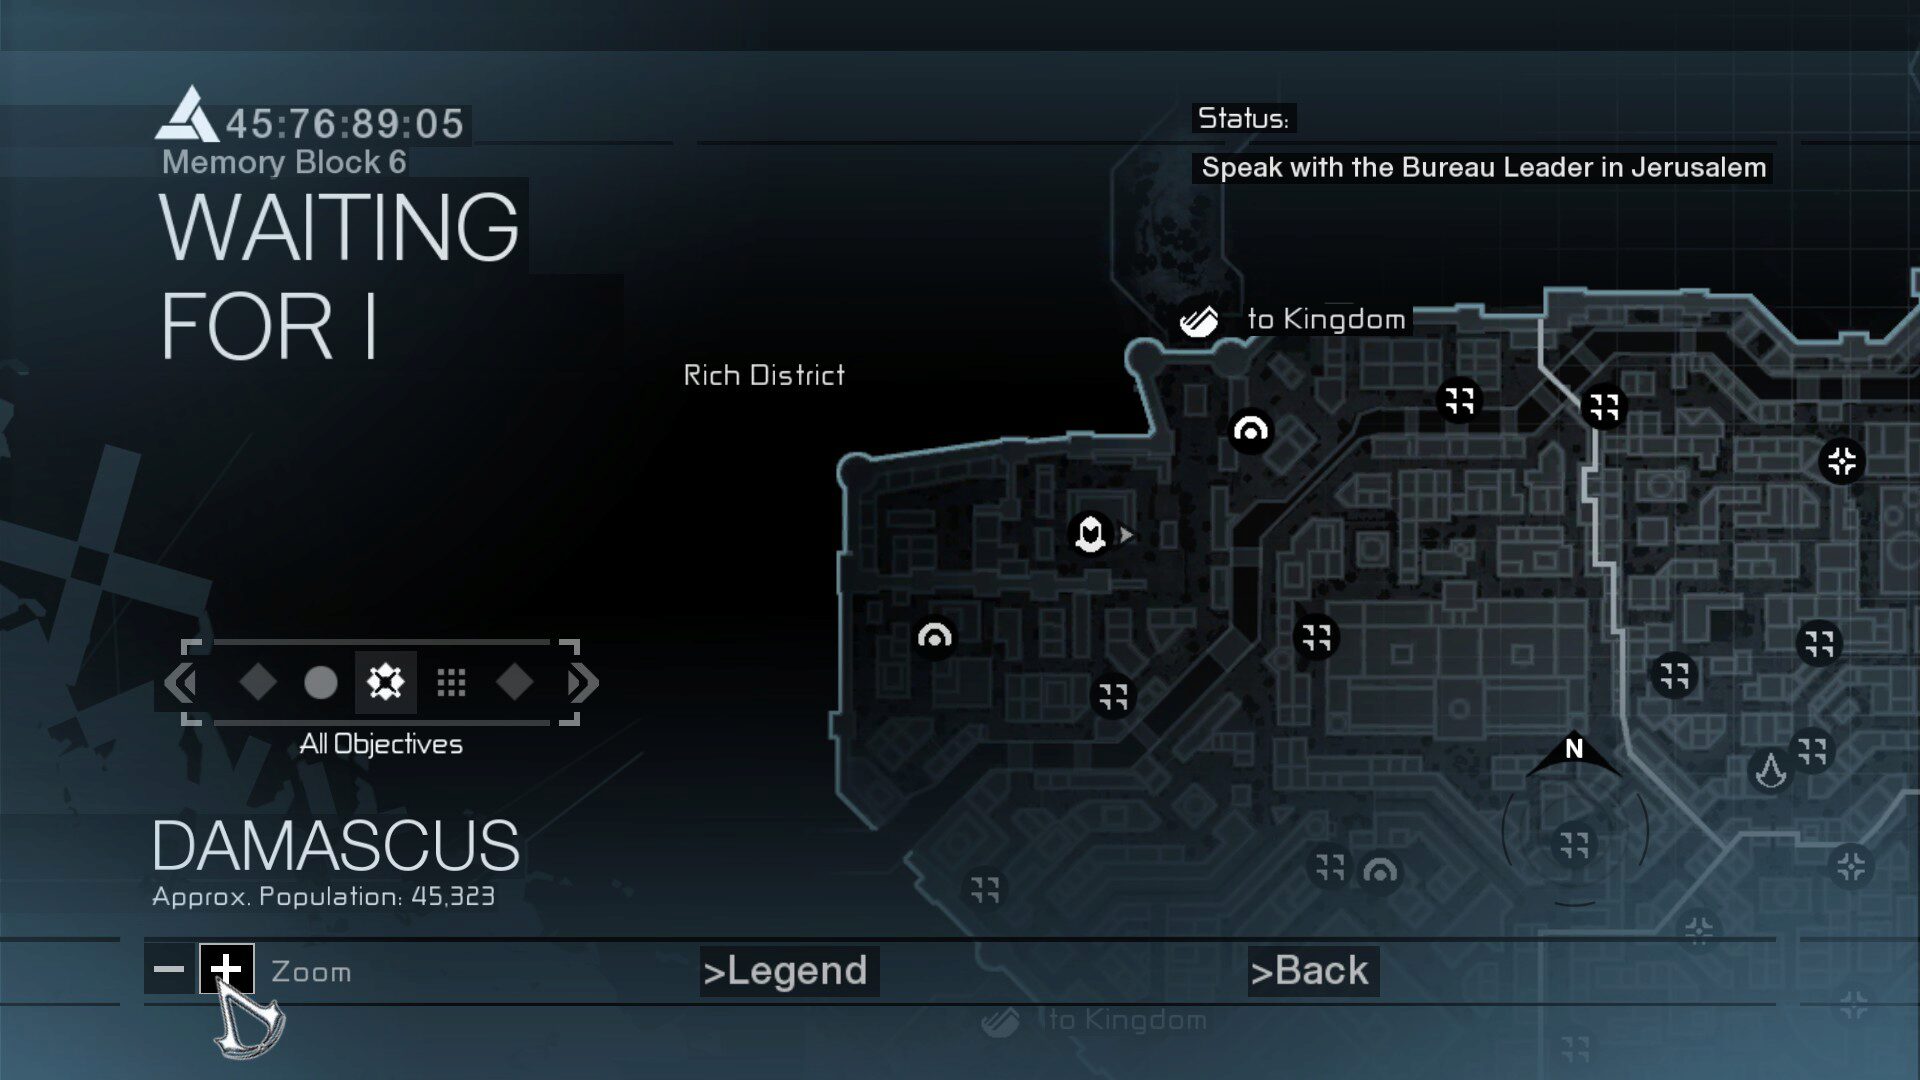 45:76:89:05
Memory Block 6
WAITING
FOR I
Status:
Speak with the Bureau Leader in Jerusalem
to Kingdom
Rich District
N
All Objectives
DAMASCUS
Approx. Population: 45,323
Zoom
>Legend
>Back
to Kingdom